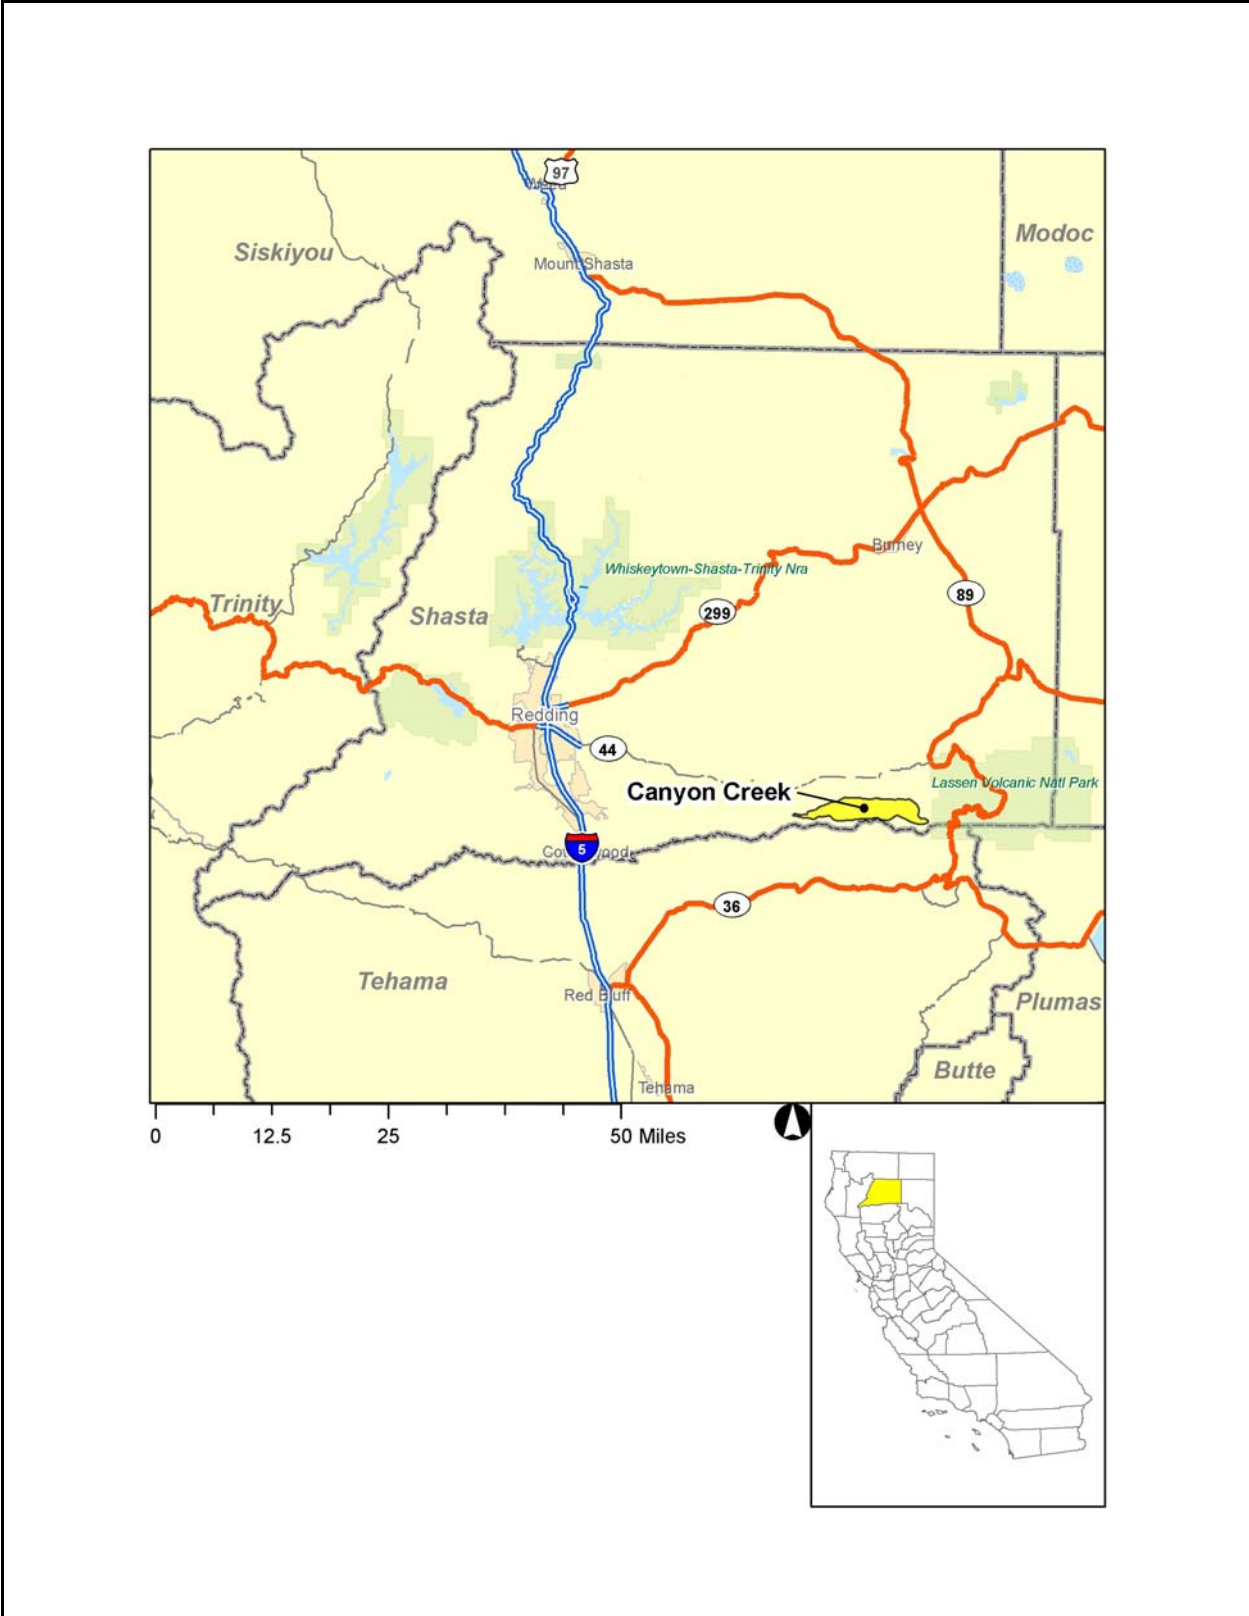 97
Weed
Siskiyou
Modoc
Mount Shasta
Burney
Whiskeytown-Shasta-Trinity Nra
89
Trinity
Shasta
299
Redding
44
Lassen Volcanic Natl Park
Canyon Creek
5
36
Tehama
Red Bluff
Plumas
Butte
Tehama
0 12.5 25 50 Miles